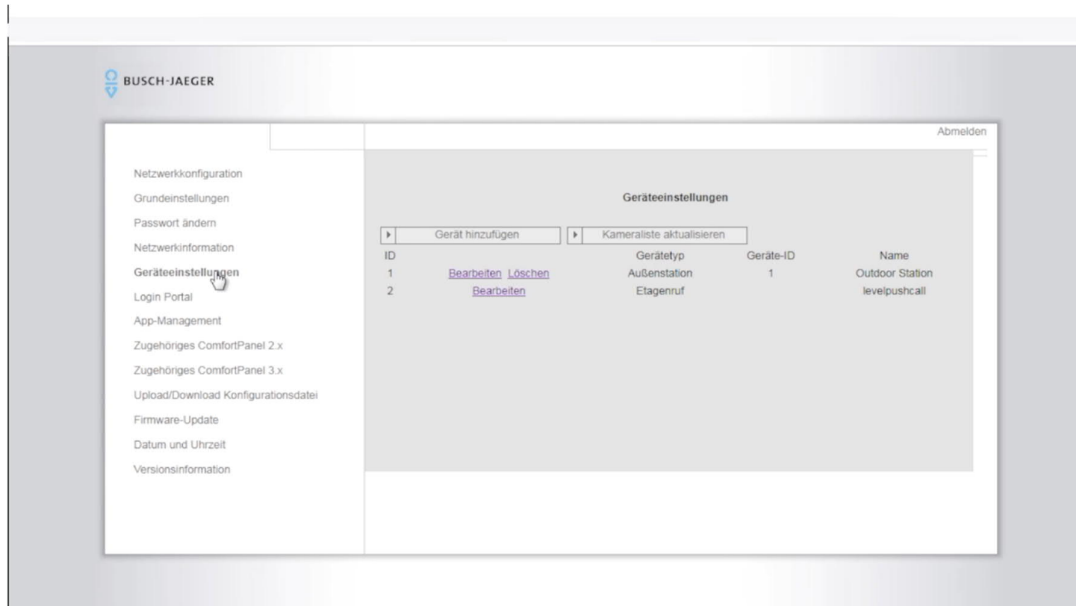 BUSCH-JAEGER
Abmelden
Netzwerkkonfiguration
Grundeinstellungen
Passwort ändern
Netzwerkinformation
Geräteeinstellungen
Login Portal
App-Management
Zugehöriges ComfortPanel 2.x
Zugehöriges ComfortPanel 3.x
Upload/Download Konfigurationsdatei
Firmware-Update
Datum und Uhrzeit
Versionsinformation
Geräteeinstellungen
Gerät hinzufügen Kameraliste aktualisieren
ID Gerätetyp Geräte-ID Name
1 Bearbeiten Löschen Außenstation 1 Outdoor Station
2 Bearbeiten Etagenruf levelpushcall